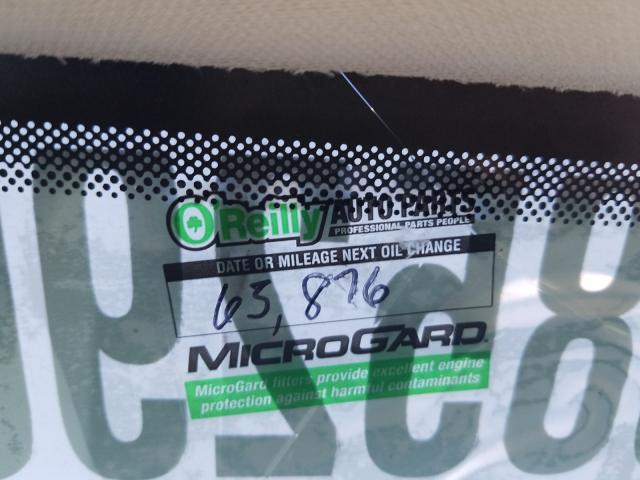 O'Reilly AUTO PARTS
PROFESSIONAL PARTS PEOPLE
DATE OR MILEAGE NEXT OIL CHANGE
63,876
MICROGARD
MicroGard filters provide excellent engine
protection against harmful contaminants